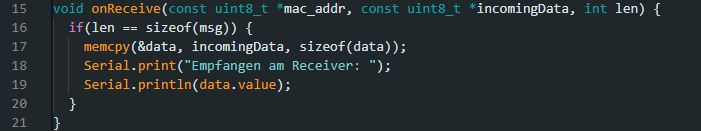 15 void onReceive(const uint8_t *mac_addr, const uint8_t *incomingData, int len) {
16   if(len == sizeof(msg)) {
17     memcpy(&data, incomingData, sizeof(data));
18     Serial.print("Empfangen am Receiver: ");
19     Serial.println(data.value);
20   }
21 }